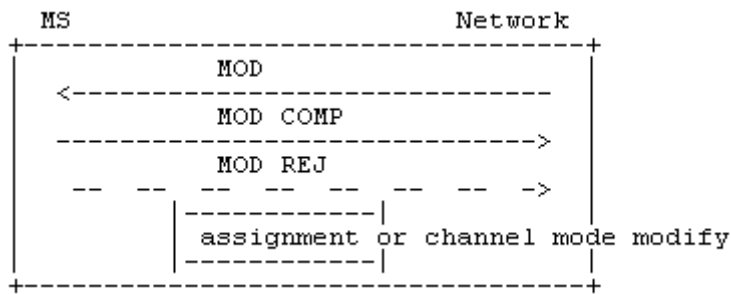 MS Network
MOD
MOD COMP
MOD REJ
assignment or channel mode modify